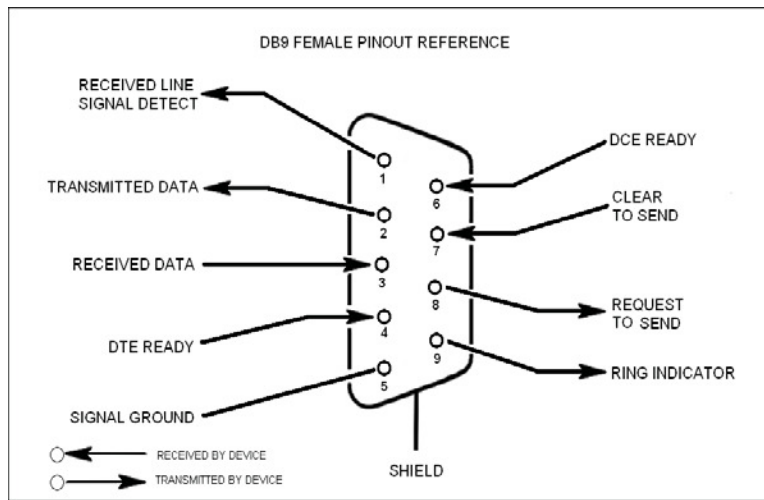 DB9 FEMALE PINOUT REFERENCE
RECEIVED LINE
SIGNAL DETECT
TRANSMITTED DATA
RECEIVED DATA
DTE READY
SIGNAL GROUND
1
2
3
4
5
6
7
8
9
DCE READY
CLEAR
TO SEND
REQUEST
TO SEND
RING INDICATOR
SHIELD
RECEIVED BY DEVICE
TRANSMITTED BY DEVICE